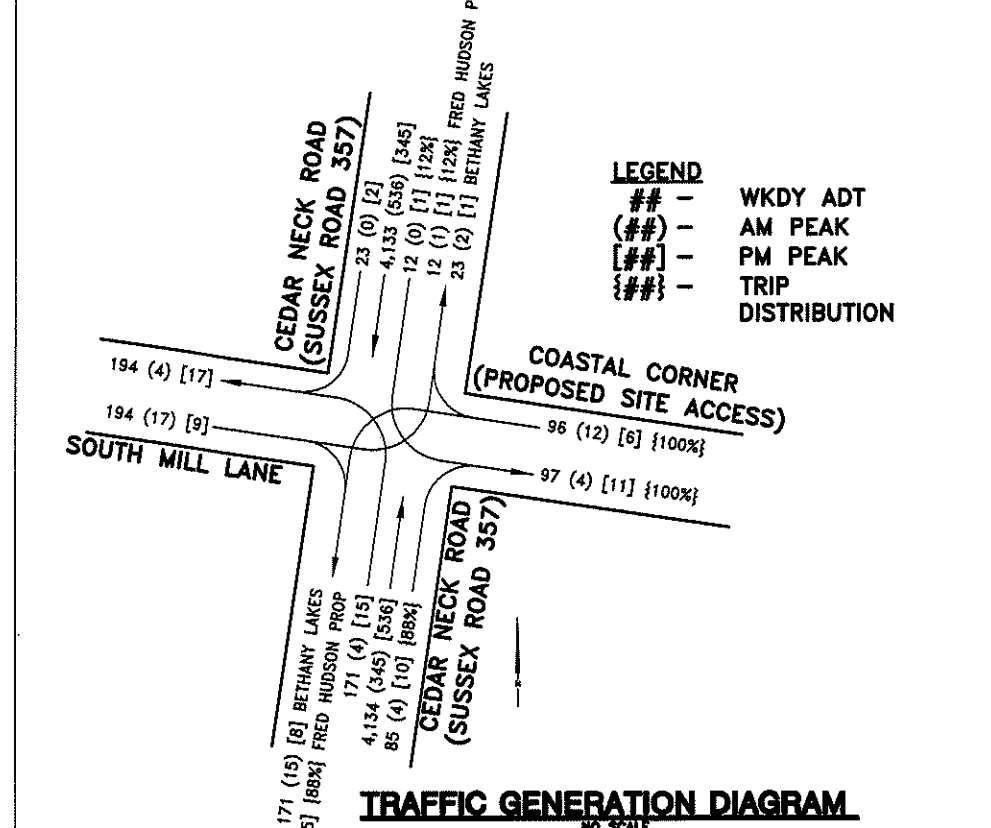 CEDAR NECK ROAD
(SUSSEX ROAD 357)
23 (0) [2]
4,133 (536) [345]
12 (0) [1] {12%}
12 (1) [1] {12%} FRED HUDSON P
23 (2) [1] BETHANY LAKES
LEGEND
## - WKDY ADT
(##) - AM PEAK
[##] - PM PEAK
{##} - TRIP
DISTRIBUTION
194 (4) [17]
194 (17) [9]
SOUTH MILL LANE
COASTAL CORNER
(PROPOSED SITE ACCESS)
96 (12) [6] {100%}
97 (4) [11] {100%}
171 (15) [8] BETHANY LAKES
5] {88%} FRED HUDSON PROP
171 (4) [15]
4,134 (345) [536]
85 (4) [10] {88%}
CEDAR NECK ROAD
(SUSSEX ROAD 357)
TRAFFIC GENERATION DIAGRAM
NO SCALE